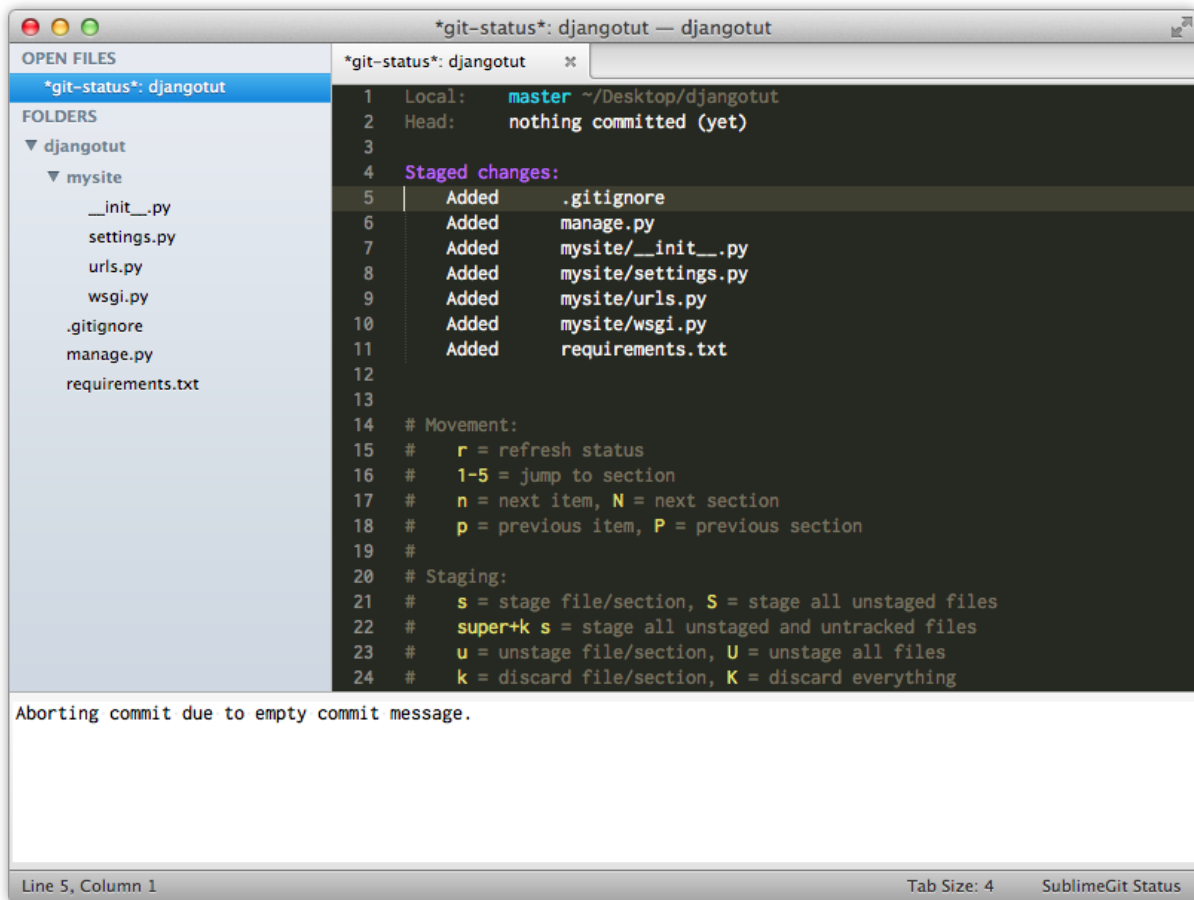 *git-status*: djangotut — djangotut
OPEN FILES
*git-status*: djangotut
FOLDERS
djangotut
mysite
__init__.py
settings.py
urls.py
wsgi.py
.gitignore
manage.py
requirements.txt
*git-status*: djangotut
1 Local: master ~/Desktop/djangotut
2 Head: nothing committed (yet)
3
4 Staged changes:
5 Added .gitignore
6 Added manage.py
7 Added mysite/__init__.py
8 Added mysite/settings.py
9 Added mysite/urls.py
10 Added mysite/wsgi.py
11 Added requirements.txt
12
13
14 # Movement:
15 # r = refresh status
16 # 1-5 = jump to section
17 # n = next item, N = next section
18 # p = previous item, P = previous section
19 #
20 # Staging:
21 # s = stage file/section, S = stage all unstaged files
22 # super+k s = stage all unstaged and untracked files
23 # u = unstage file/section, U = unstage all files
24 # k = discard file/section, K = discard everything
Aborting commit due to empty commit message.
Line 5, Column 1 Tab Size: 4 SublimeGit Status